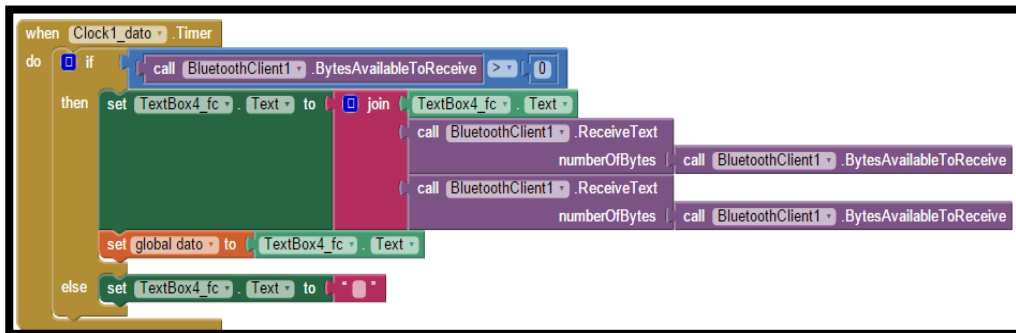 when Clock1_dato .Timer
do if call BluetoothClient1 .BytesAvailableToReceive > 0
then set TextBox4_fc . Text to join TextBox4_fc . Text
call BluetoothClient1 .ReceiveText
numberOfBytes call BluetoothClient1 .BytesAvailableToReceive
call BluetoothClient1 .ReceiveText
numberOfBytes call BluetoothClient1 .BytesAvailableToReceive
set global dato to TextBox4_fc . Text
else set TextBox4_fc . Text to " "